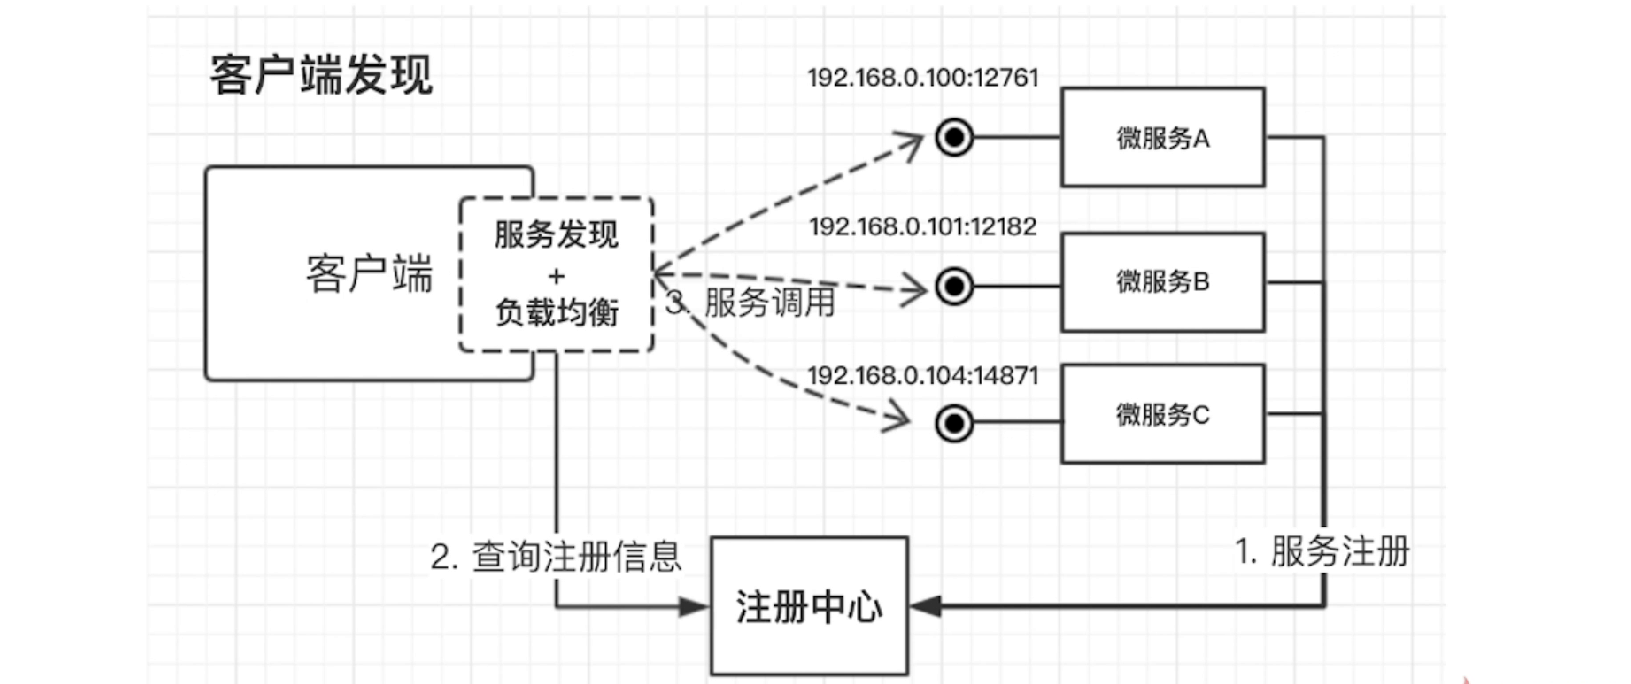 客户端发现
192.168.0.100:12761
微服务A
客户端
服务发现
+
负载均衡
192.168.0.101:12182
微服务B
3. 服务调用
192.168.0.104:14871
微服务C
2. 查询注册信息
注册中心
1. 服务注册